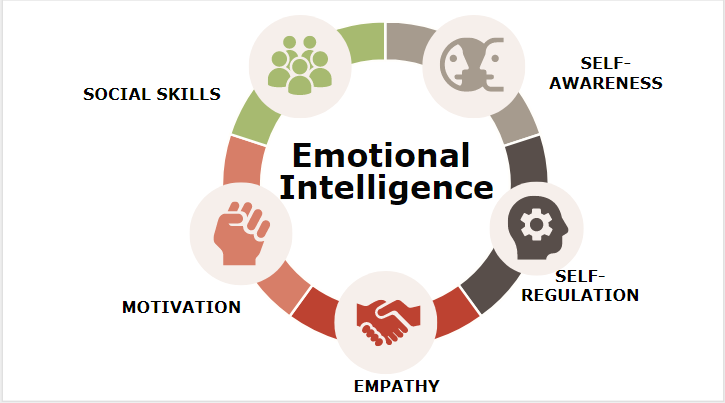 Emotional
Intelligence
SELF-
AWARENESS
SELF-
REGULATION
EMPATHY
MOTIVATION
SOCIAL SKILLS